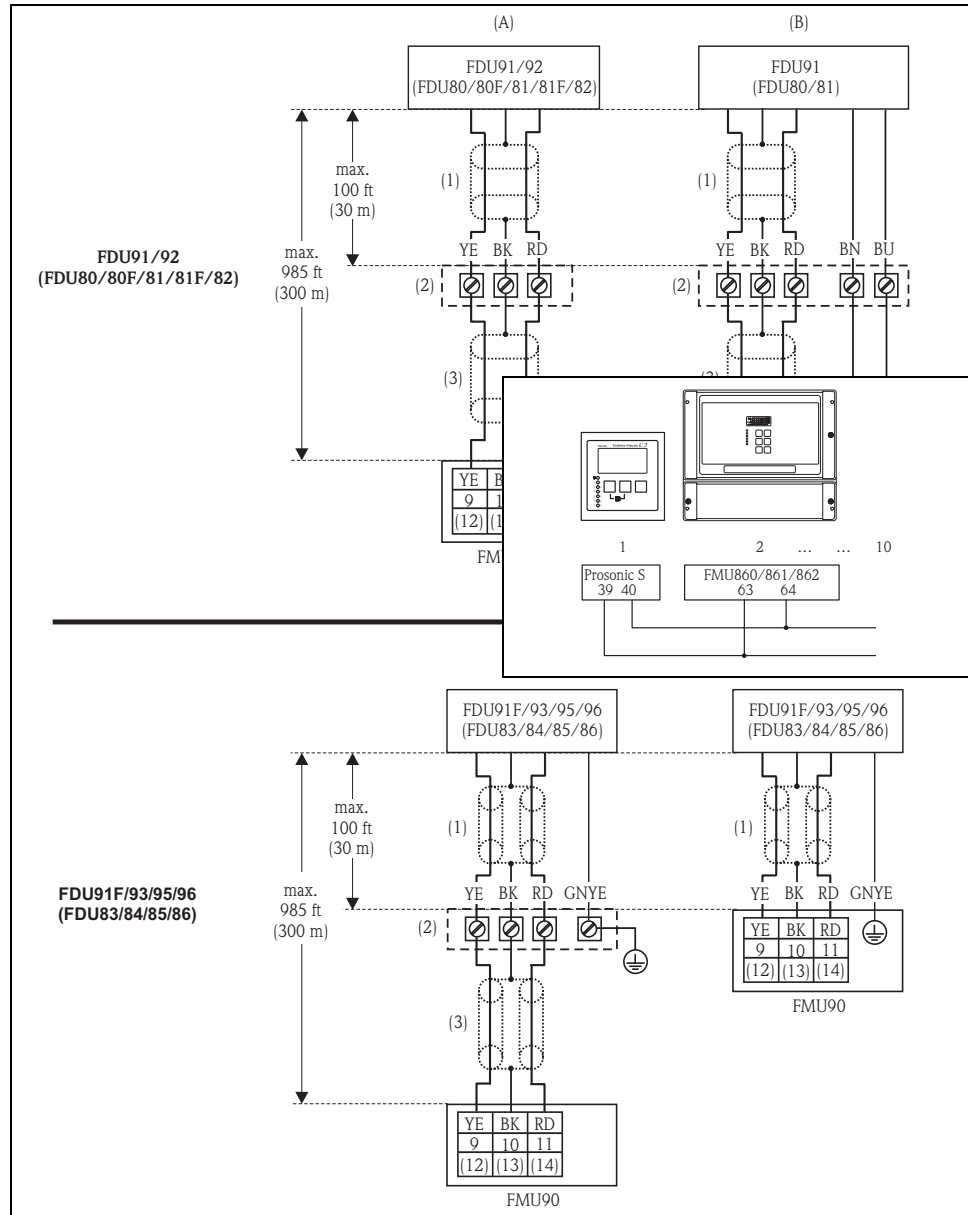 (A) (B)
FDU91/92
(FDU80/80F/81/81F/82)
FDU91
(FDU80/81)
max.
100 ft
(30 m)
(1) (1)
FDU91/92
(FDU80/80F/81/81F/82)
max.
985 ft
(300 m)
YE BK RD YE BK RD BN BU
(2) (2)
(3)
YE
9
(12)
1 2 ... ... 10
Prosonic S
39 40
FMU860/861/862
63 64
FDU91F/93/95/96
(FDU83/84/85/86)
FDU91F/93/95/96
(FDU83/84/85/86)
max.
100 ft
(30 m)
(1) (1)
FDU91F/93/95/96
(FDU83/84/85/86)
max.
985 ft
(300 m)
YE BK RD GNYE YE BK RD GNYE
(2)
YE BK RD
9 10 11
(12) (13) (14)
FMU90
(3)
YE BK RD
9 10 11
(12) (13) (14)
FMU90